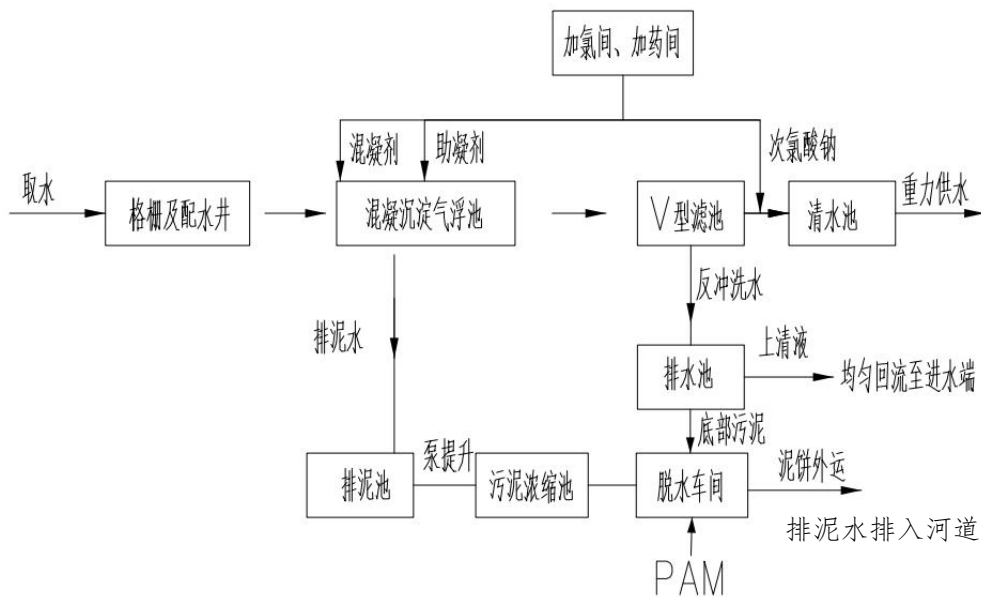 加氯间、加药间
混凝剂
助凝剂
次氯酸钠
取水
重力供水
格栅及配水井
混凝沉淀气浮池
V型滤池
清水池
反冲洗水
排泥水
上清液
排水池
均匀回流至进水端
底部污泥
泵提升
泥饼外运
排泥池
污泥浓缩池
脱水车间
排泥水排入河道
PAM